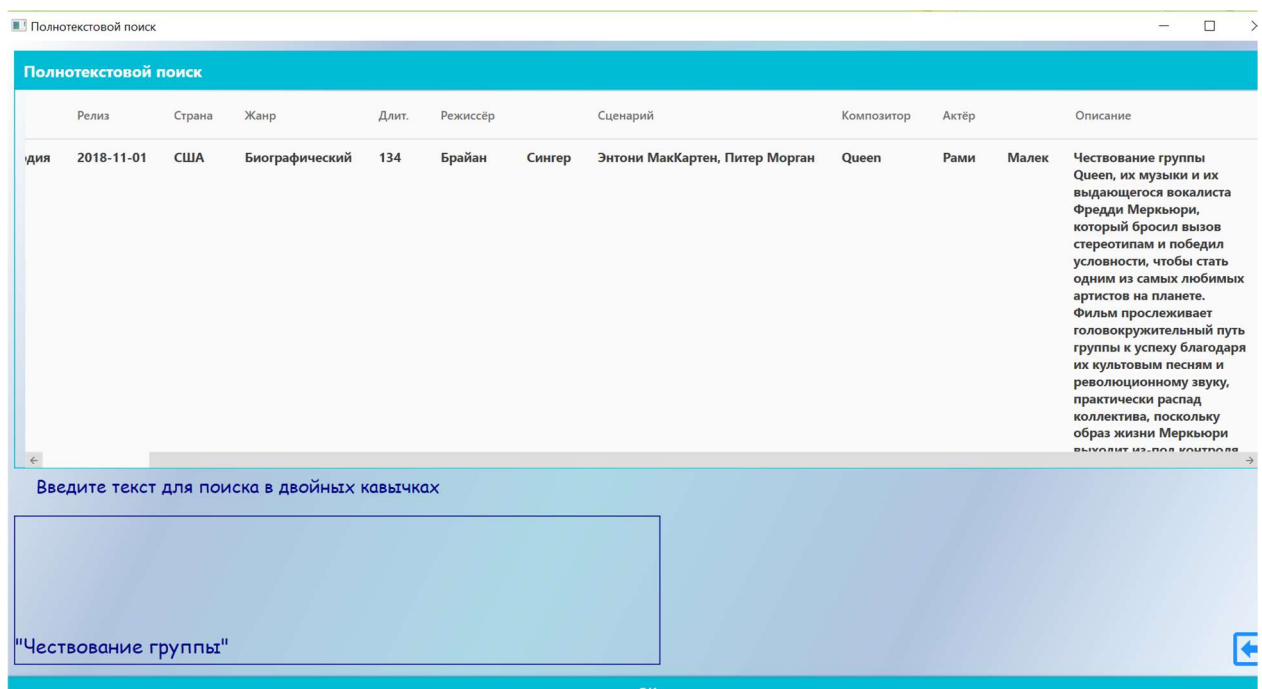 Полнотекстовой поиск
Полнотекстовой поиск
Релиз Страна Жанр Длит. Режиссёр Сценарий Композитор Актёр Описание
2018-11-01 США Биографический 134 Брайан Сингер Энтони МакКартен, Питер Морган Queen Рами Малек Чествование группы
Queen, их музыки и их
выдающегося вокалиста
Фредди Меркьюри,
который бросил вызов
стереотипам и победил
условности, чтобы стать
одним из самых любимых
артистов на планете.
Фильм прослеживает
головокружительный путь
группы к успеху благодаря
их культовым песням и
революционному звуку,
практически распад
коллектива, поскольку
образ жизни Меркьюри
выходит из-под контроля
Введите текст для поиска в двойных кавычках
"Чествование группы"